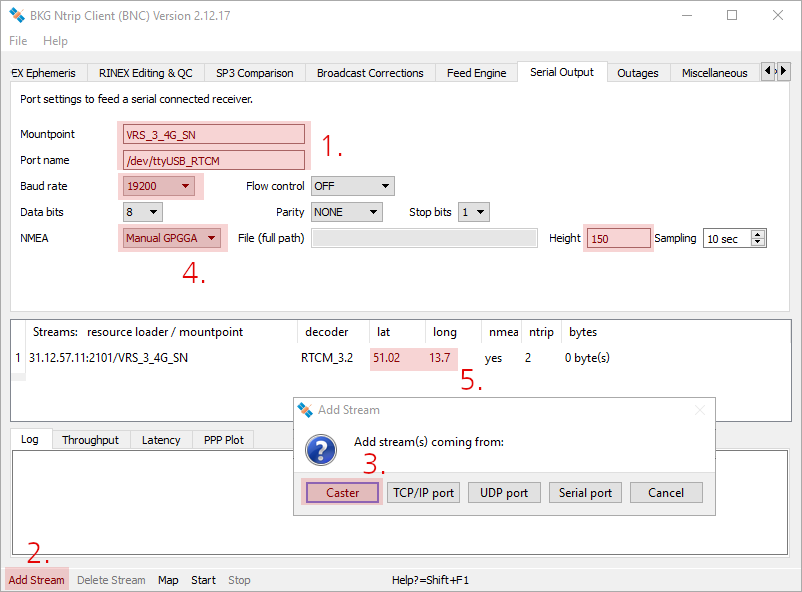 BKG Ntrip Client (BNC) Version 2.12.17
File Help
EX Ephemeris RINEX Editing & QC SP3 Comparison Broadcast Corrections Feed Engine Serial Output Outages Miscellaneous
Port settings to feed a serial connected receiver.
Mountpoint VRS_3_4G_SN
1.
Port name /dev/ttyUSB_RTCM
Baud rate 19200 Flow control OFF
Data bits 8 Parity NONE Stop bits 1
NMEA Manual GPGGA File (full path) Height 150 Sampling 10 sec
4.
Streams: resource loader / mountpoint decoder lat long nmea ntrip bytes
1 31.12.57.11:2101/VRS_3_4G_SN RTCM_3.2 51.02 13.7 yes 2 0 byte(s)
5.
Add Stream
Log Throughput Latency PPP Plot
Add stream(s) coming from:
3.
Caster TCP/IP port UDP port Serial port Cancel
2.
Add Stream Delete Stream Map Start Stop Help?=Shift+F1